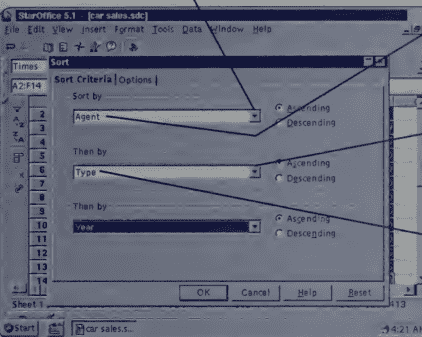 StarOffice 5.1 - [car sales.sdc]
File Edit View Insert Format Tools Data Window Help
Times
A2:F14
Sort
Sort Criteria Options
Sort by
Agent
Ascending
Descending
Then by
Type
Ascending
Descending
Then by
Year
Ascending
Descending
2
3
4
5
6
7
8
9
10
11
12
13
14
OK Cancel Help Reset
Sheet 1
413
Start car sales.s...
4:21 AM